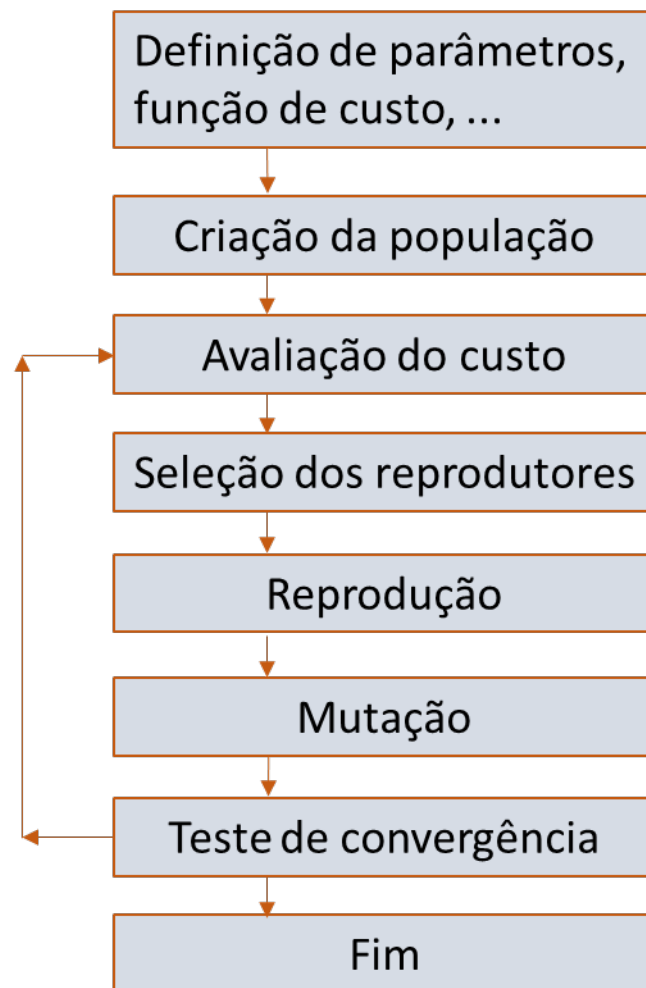 Definição de parâmetros,
função de custo, ...
Criação da população
Avaliação do custo
Seleção dos reprodutores
Reprodução
Mutação
Teste de convergência
Fim